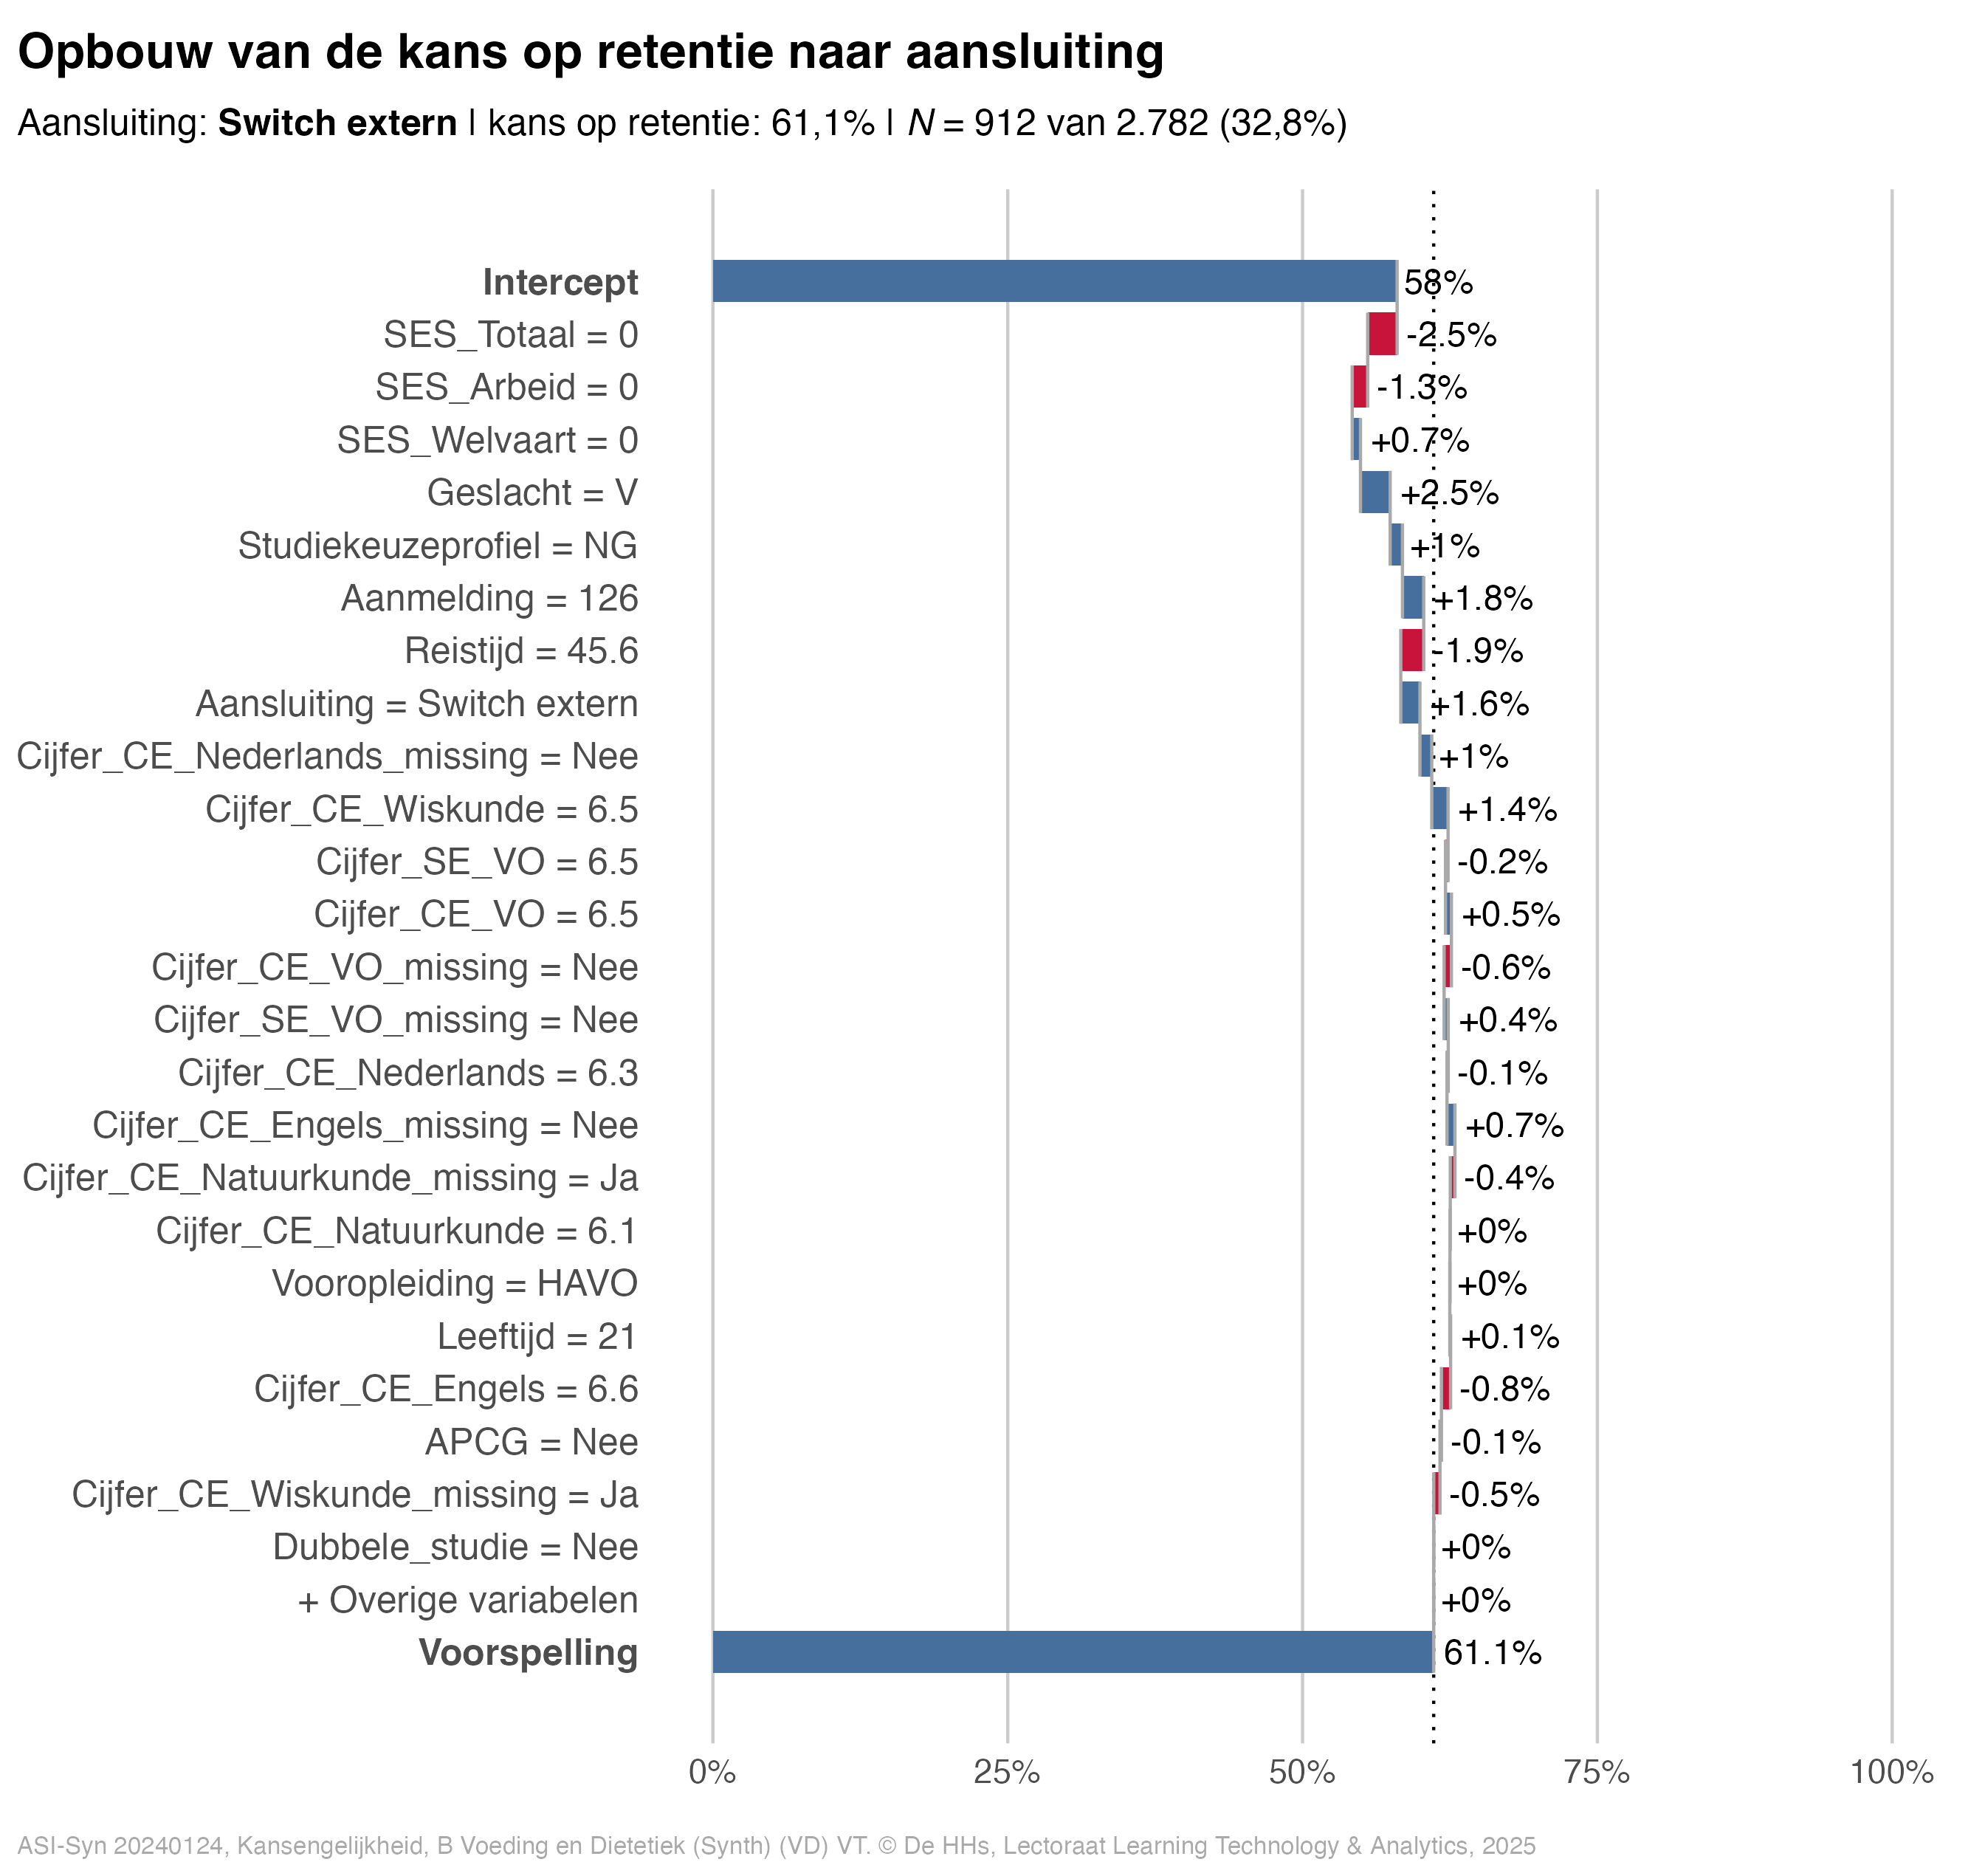 Opbouw van de kans op retentie naar aansluiting
Aansluiting: Switch extern | kans op retentie: 61,1% | N = 912 van 2.782 (32,8%)
Intercept 58%
SES_Totaal = 0 -2.5%
SES_Arbeid = 0 -1.3%
SES_Welvaart = 0 +0.7%
Geslacht = V +2.5%
Studiekeuzeprofiel = NG +1%
Aanmelding = 126 +1.8%
Reistijd = 45.6 -1.9%
Aansluiting = Switch extern +1.6%
Cijfer_CE_Nederlands_missing = Nee +1%
Cijfer_CE_Wiskunde = 6.5 +1.4%
Cijfer_SE_VO = 6.5 -0.2%
Cijfer_CE_VO = 6.5 +0.5%
Cijfer_CE_VO_missing = Nee -0.6%
Cijfer_SE_VO_missing = Nee +0.4%
Cijfer_CE_Nederlands = 6.3 -0.1%
Cijfer_CE_Engels_missing = Nee +0.7%
Cijfer_CE_Natuurkunde_missing = Ja -0.4%
Cijfer_CE_Natuurkunde = 6.1 +0%
Vooropleiding = HAVO +0%
Leeftijd = 21 +0.1%
Cijfer_CE_Engels = 6.6 -0.8%
APCG = Nee -0.1%
Cijfer_CE_Wiskunde_missing = Ja -0.5%
Dubbele_studie = Nee +0%
+ Overige variabelen +0%
Voorspelling 61.1%
0% 25% 50% 75% 100%
ASI-Syn 20240124, Kansengelijkheid, B Voeding en Dietetiek (Synth) (VD) VT. © De HHs, Lectoraat Learning Technology & Analytics, 2025